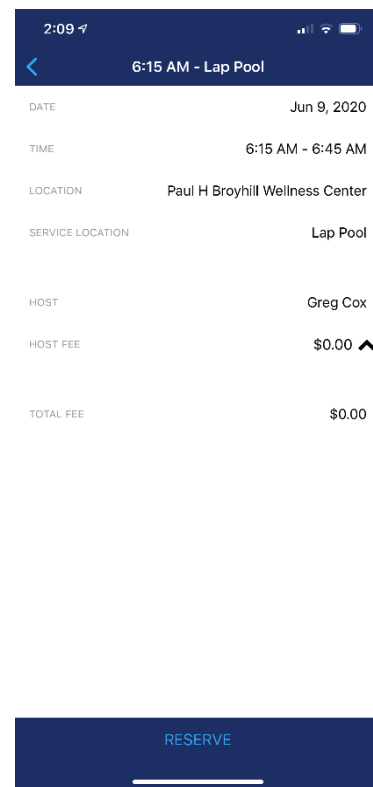 2:09
6:15 AM - Lap Pool
DATE Jun 9, 2020
TIME 6:15 AM - 6:45 AM
LOCATION Paul H Broyhill Wellness Center
SERVICE LOCATION Lap Pool
HOST Greg Cox
HOST FEE $0.00
TOTAL FEE $0.00
RESERVE